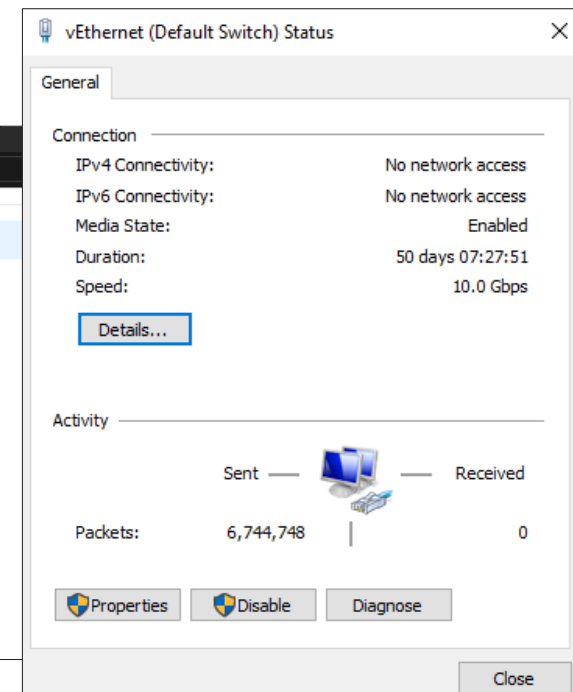 vEthernet (Default Switch) Status
General
Connection
IPv4 Connectivity: No network access
IPv6 Connectivity: No network access
Media State: Enabled
Duration: 50 days 07:27:51
Speed: 10.0 Gbps
Details...
Activity
Sent Received
Packets: 6,744,748 0
Properties Disable Diagnose
Close